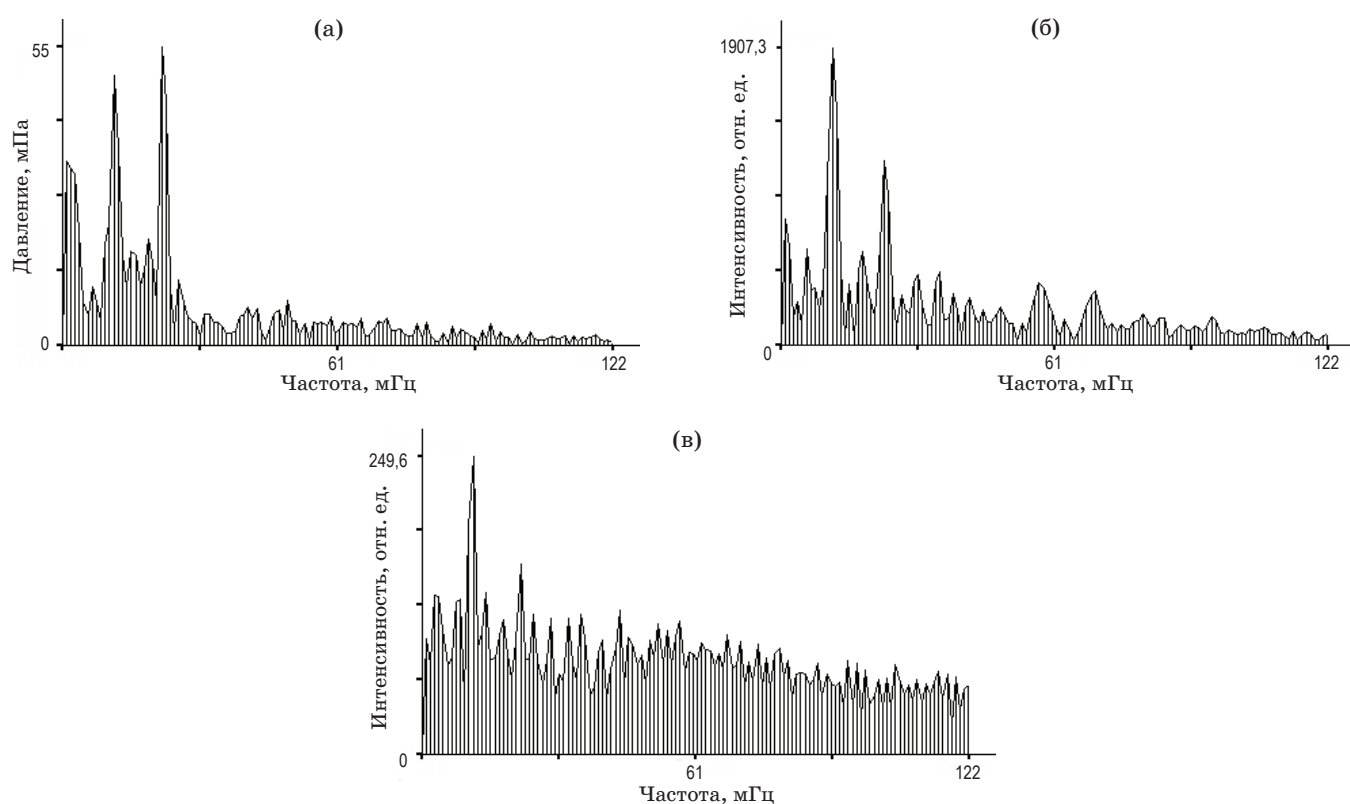 (а)
55
Давление, мПа
0
61
122
Частота, мГц
(б)
1907,3
Интенсивность, отн. ед.
0
61
122
Частота, мГц
(в)
249,6
Интенсивность, отн. ед.
0
61
122
Частота, мГц